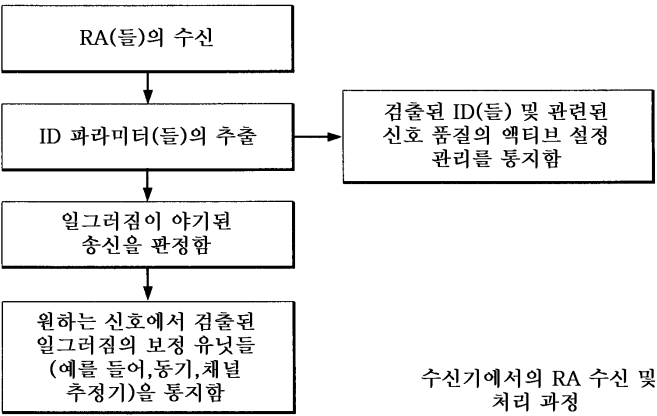 RA(들)의 수신
ID 파라미터(들)의 추출
검출된 ID(들) 및 관련된
신호 품질의 액티브 설정
관리를 통지함
일그러짐이 야기된
송신을 판정함
원하는 신호에서 검출된
일그러짐의 보정 유닛들
(예를 들어,동기,채널
추정기)을 통지함
수신기에서의 RA 수신 및
처리 과정